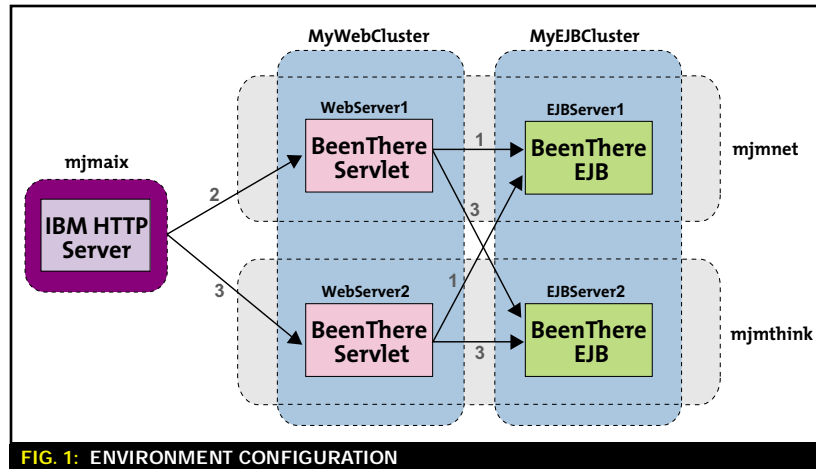 MyWebCluster
MyEJBCluster
WebServer1
EJBServer1
BeenThere
Servlet
1
BeenThere
EJB
mjmnet
mjmaix
2
3
IBM HTTP
Server
3
1
WebServer2
EJBServer2
BeenThere
Servlet
3
BeenThere
EJB
mjmthink
FIG. 1: ENVIRONMENT CONFIGURATION